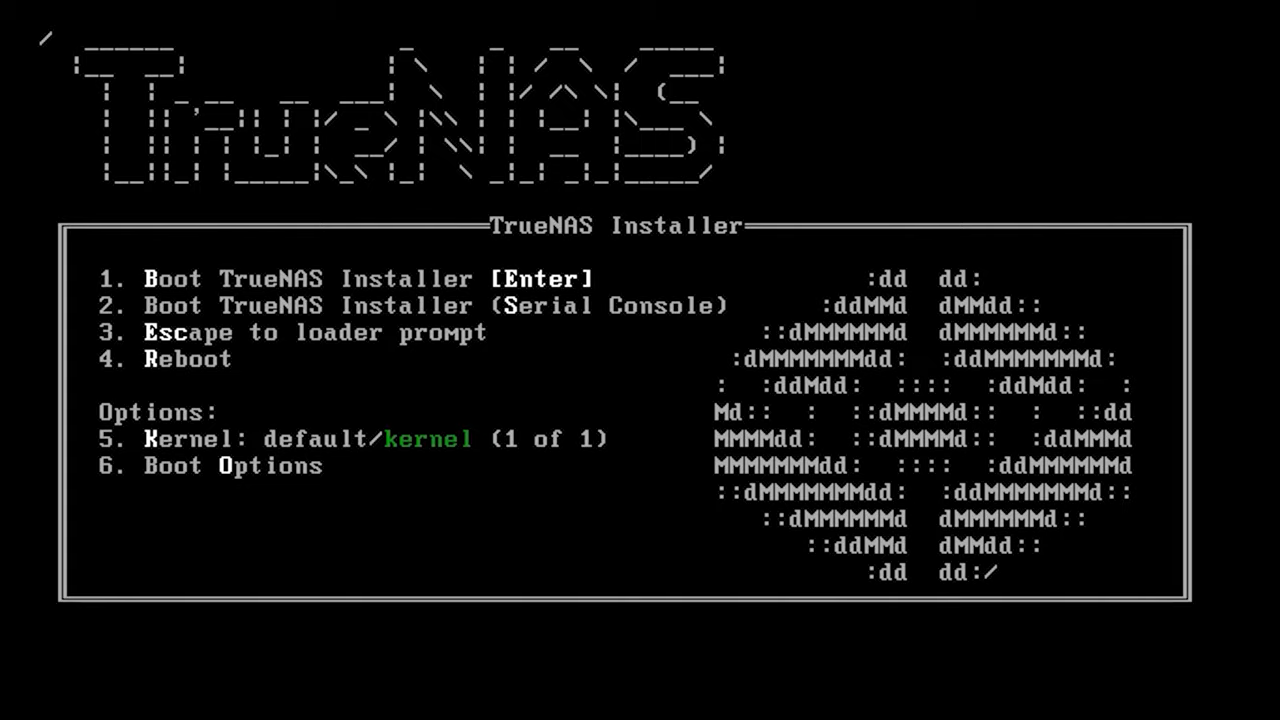 TrueNAS
TrueNAS Installer
1. Boot TrueNAS Installer [Enter]
2. Boot TrueNAS Installer (Serial Console)
3. Escape to loader prompt
4. Reboot
Options:
5. Kernel: default/kernel (1 of 1)
6. Boot Options